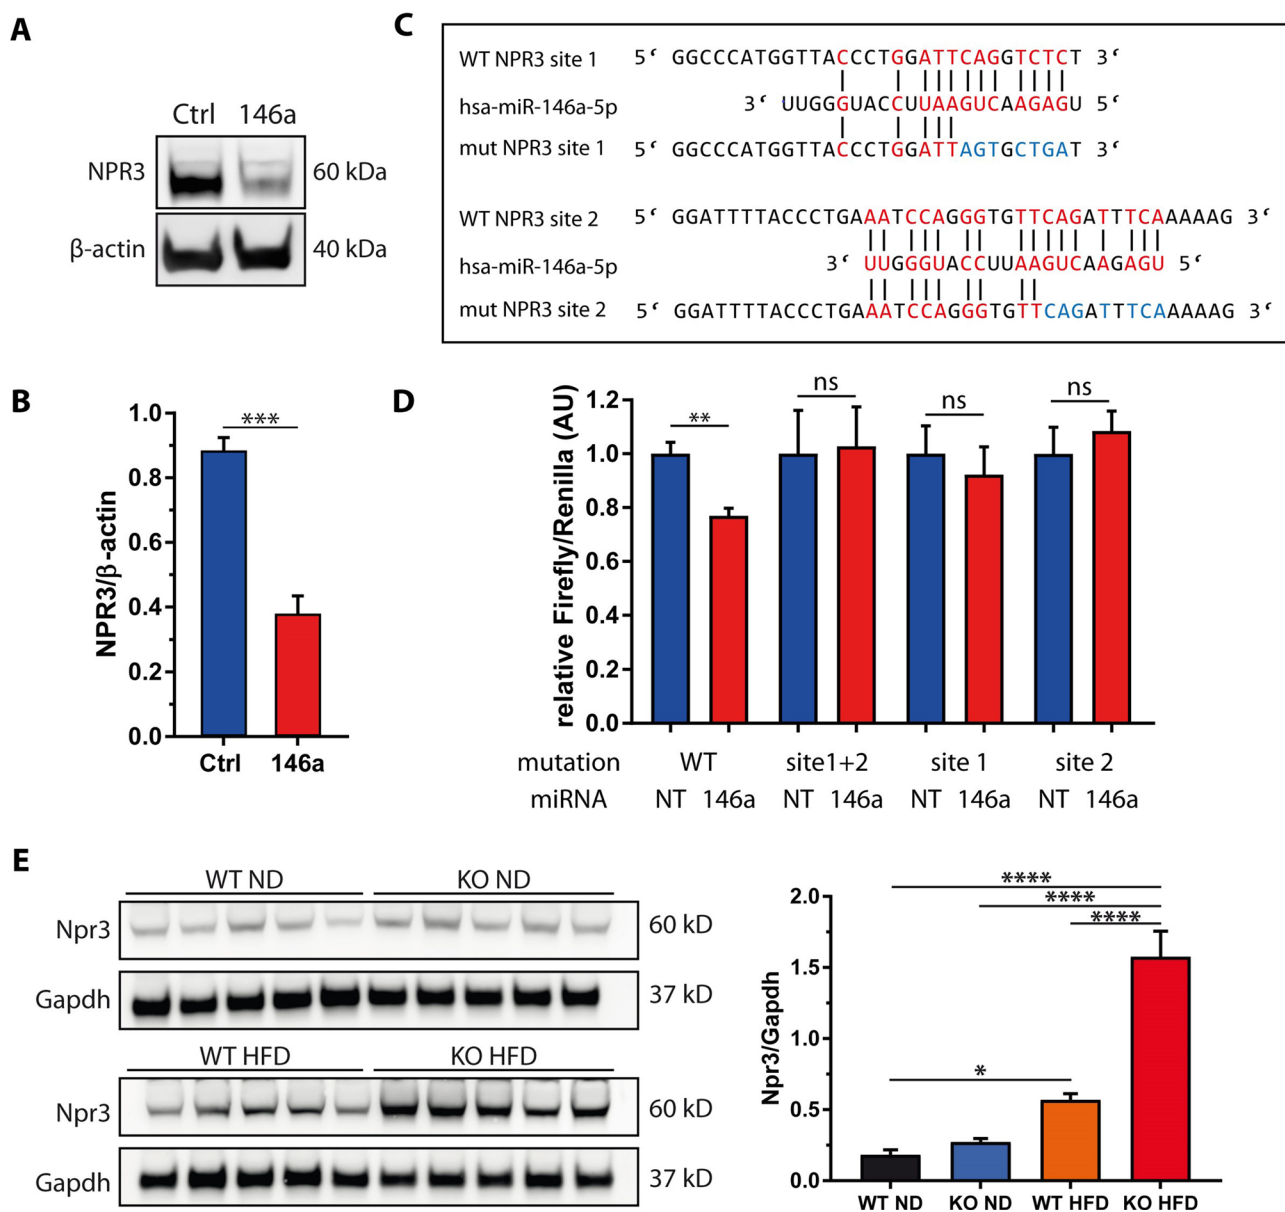 A
Ctrl 146a
NPR3 60 kDa
β-actin 40 kDa
B
NPR3/β-actin
1.0
0.8
0.6
0.4
0.2
0.0
***
Ctrl 146a
C
WT NPR3 site 1 5‘ GGCCCATGGTTACCCTGGATTCAGGTCTCT 3‘
hsa-miR-146a-5p 3‘ UUGGGUACCUUAAGUCAAGAGU 5‘
mut NPR3 site 1 5‘ GGCCCATGGTTACCCTGGATTAGTGCTGAT 3‘
WT NPR3 site 2 5‘ GGATTTTACCCTGAAATCCAGGGTGTTCAGATTTCAAAAAG 3‘
hsa-miR-146a-5p 3‘ UUGGGUACCUUAAGUCAAGAGU 5‘
mut NPR3 site 2 5‘ GGATTTTACCCTGAAATCCAGGGTGTTCAGATTTCAAAAAG 3‘
D
relative Firefly/Renilla (AU)
1.2
1.0
0.8
0.6
0.4
0.2
0.0
** ns ns ns
mutation WT site1+2 site 1 site 2
miRNA NT 146a NT 146a NT 146a NT 146a
E
WT ND KO ND
Npr3 60 kD
Gapdh 37 kD
WT HFD KO HFD
Npr3 60 kD
Gapdh 37 kD
Npr3/Gapdh
2.0
1.5
1.0
0.5
0.0
****
****
****
*
WT ND KO ND WT HFD KO HFD